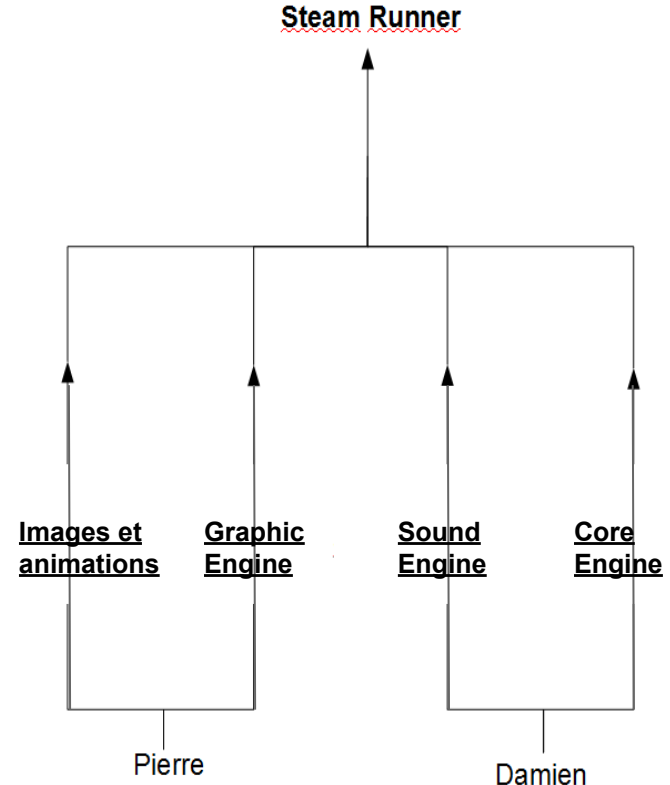 Steam Runner
Images et
animations
Graphic
Engine
Sound
Engine
Core
Engine
Pierre
Damien